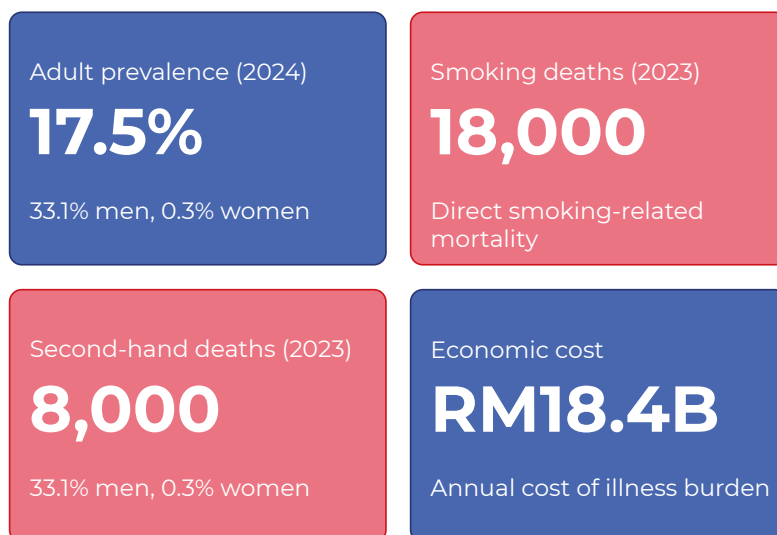 Adult prevalence (2024)
17.5%
33.1% men, 0.3% women
Smoking deaths (2023)
18,000
Direct smoking-related
mortality
Second-hand deaths (2023)
8,000
33.1% men, 0.3% women
Economic cost
RM18.4B
Annual cost of illness burden